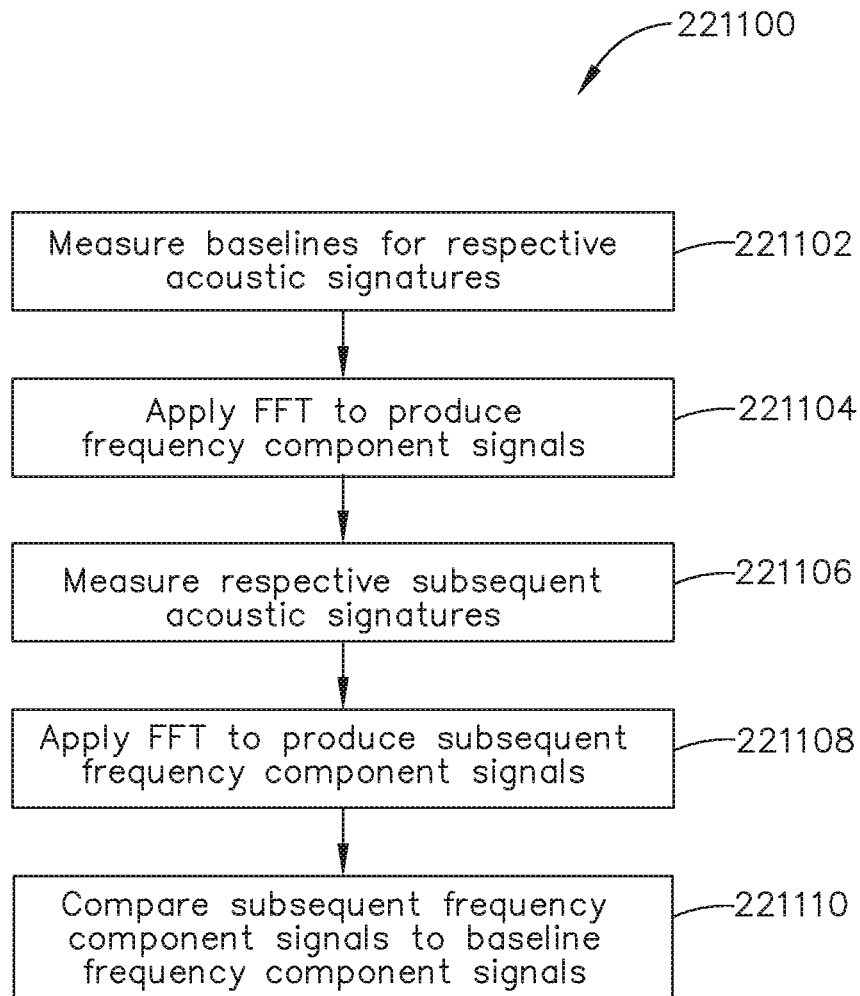 221100
Measure baselines for respective
acoustic signatures
221102
Apply FFT to produce
frequency component signals
221104
Measure respective subsequent
acoustic signatures
221106
Apply FFT to produce subsequent
frequency component signals
221108
Compare subsequent frequency
component signals to baseline
frequency component signals
221110